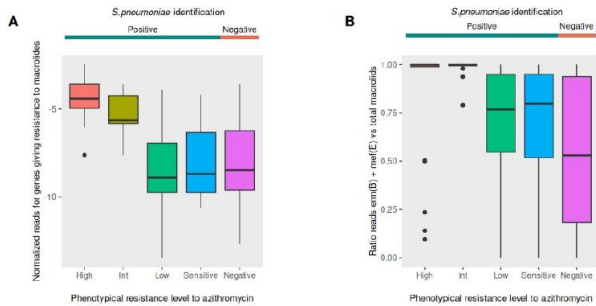 A
S.pneumoniae identification
Positive
Negative
Normalized reads for genes giving resistance to macrolides
-5
-10
High
Int
Low
Sensitive
Negative
Phenotypical resistance level to azithromycin
B
S.pneumoniae identification
Positive
Negative
Ratio reads erm(B) + mef(E) vs total macrolids
1.00
0.75
0.50
0.25
0.00
High
Int
Low
Sensitive
Negative
Phenotypical resistance level to azithromycin